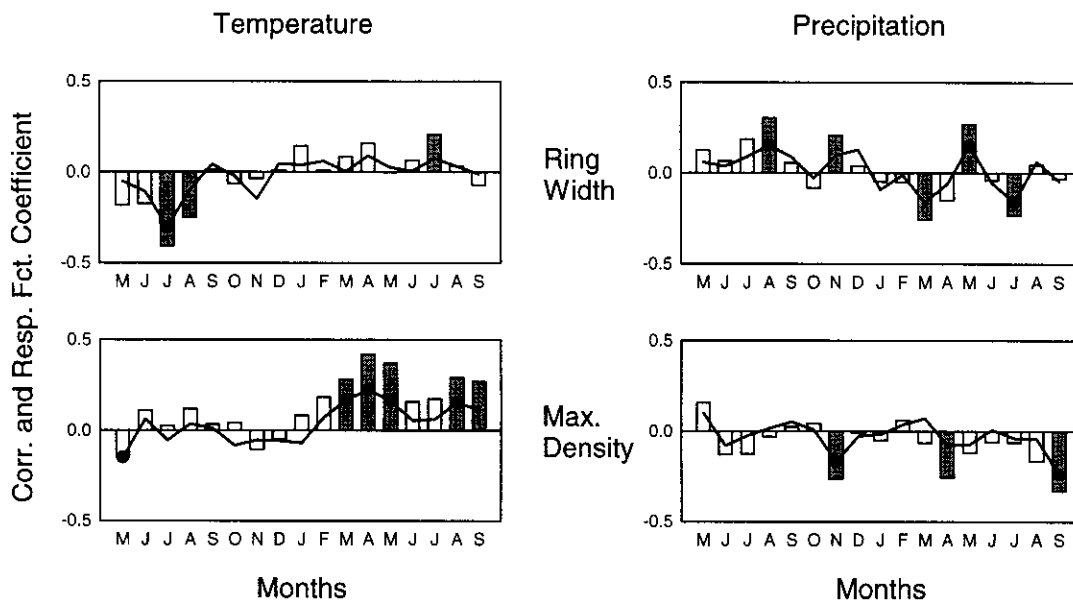 Temperature
Precipitation
Corr. and Resp. Fct. Coefficient
0.5
0.0
-0.5
M J J A S O N D J F M A M J J A S
Ring
Width
0.5
0.0
-0.5
M J J A S O N D J F M A M J J A S
0.5
0.0
-0.5
M J J A S O N D J F M A M J J A S
Months
Max.
Density
0.5
0.0
-0.5
M J J A S O N D J F M A M J J A S
Months